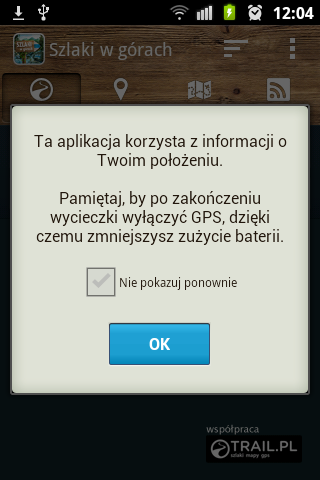 12:04
Szlaki w górach
Ta aplikacja korzysta z informacji o
Twoim położeniu.
Pamiętaj, by po zakończeniu
wycieczki wyłączyć GPS, dzięki
czemu zmniejszysz zużycie baterii.
Nie pokazuj ponownie
OK
współpraca
TRAIL.PL
szlaki mapy gps